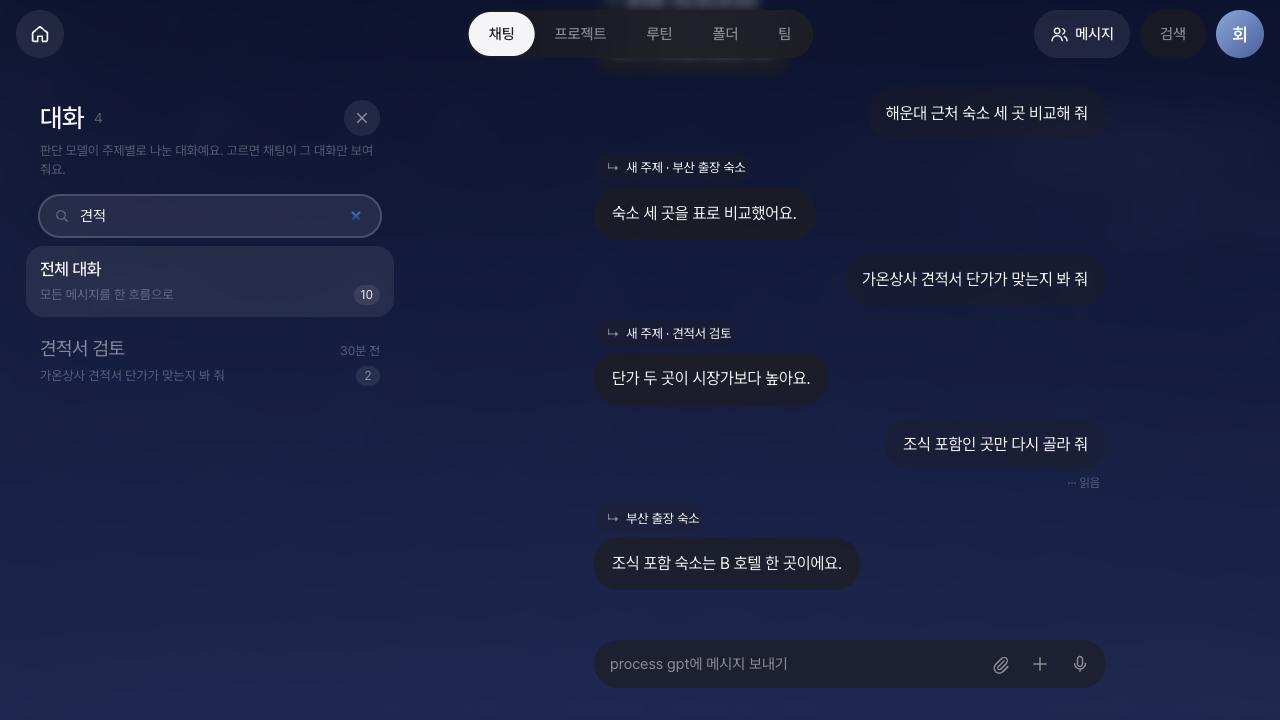 채팅
프로젝트
루틴
폴더
팀
메시지
검색
회
대화 4
판단 모델이 주제별로 나눈 대화예요. 고르면 채팅이 그 대화만 보여
줘요.
견적
전체 대화
모든 메시지를 한 흐름으로
10
견적서 검토
30분 전
가온상사 견적서 단가가 맞는지 봐 줘
2
해운대 근처 숙소 세 곳 비교해 줘
새 주제 · 부산 출장 숙소
숙소 세 곳을 표로 비교했어요.
가온상사 견적서 단가가 맞는지 봐 줘
새 주제 · 견적서 검토
단가 두 곳이 시장가보다 높아요.
조식 포함인 곳만 다시 골라 줘
··· 읽음
부산 출장 숙소
조식 포함 숙소는 B 호텔 한 곳이에요.
process gpt에 메시지 보내기